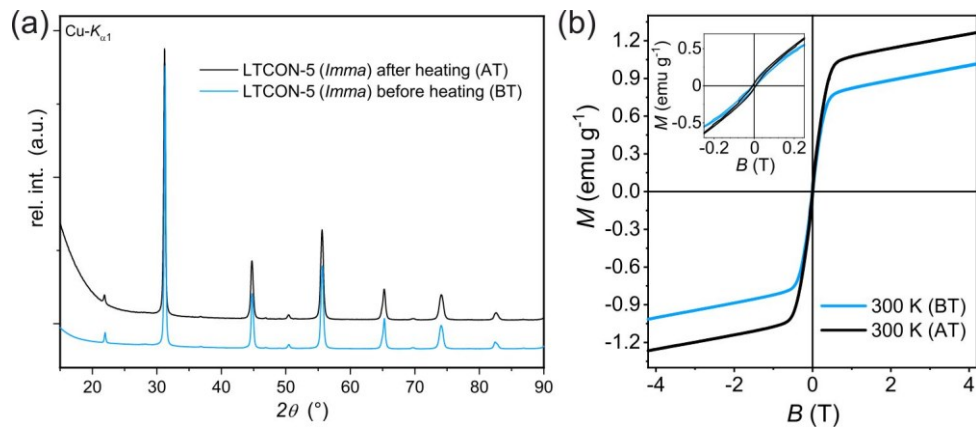 (a)
Cu-Kα1
LTCON-5 (Imma) after heating (AT)
LTCON-5 (Imma) before heating (BT)
rel. int. (a.u.)
20 30 40 50 60 70 80 90
2θ (°)
(b)
1.2
0.9
0.6
0.3
0.0
-0.3
-0.6
-0.9
-1.2
M (emu g-1)
0.5
0
-0.5
M (emu g-1)
-0.2 0 0.2
B (T)
300 K (BT)
300 K (AT)
-4 -2 0 2 4
B (T)